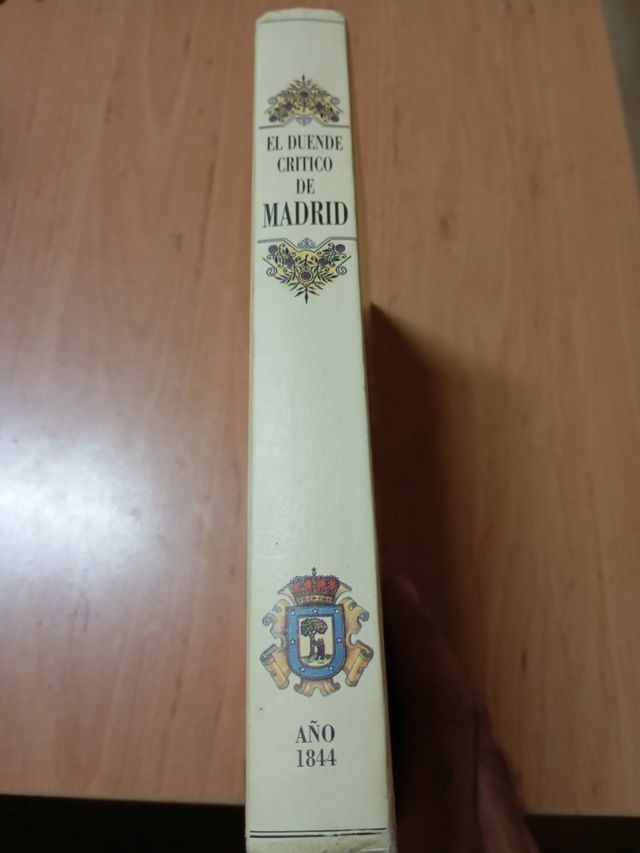 EL DUENDE
CRITICO
DE
MADRID
AÑO
1844